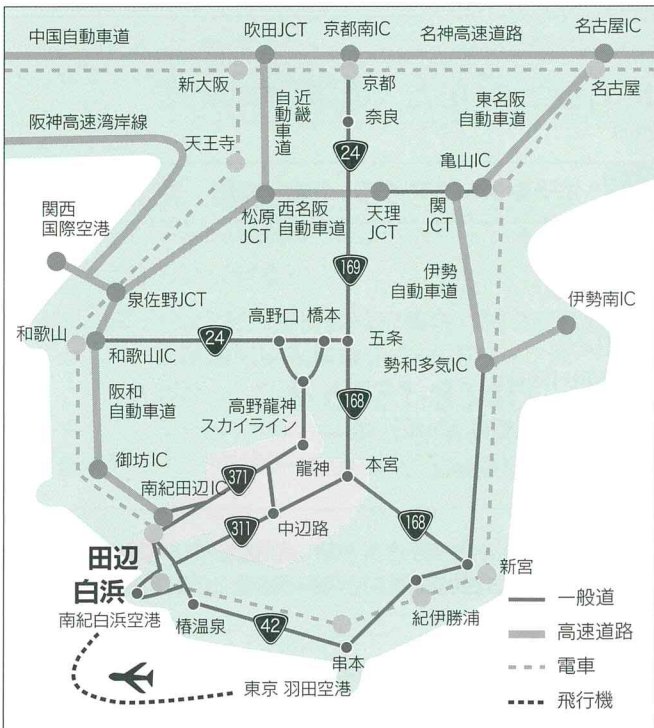 中国自動車道
吹田JCT
京都南IC
名神高速道路
名古屋IC
新大阪
京都
名古屋
近畿
自動車道
東名阪
自動車道
阪神高速湾岸線
天王寺
奈良
24
亀山IC
関西
国際空港
松原
JCT
西名阪
自動車道
天理
JCT
関
JCT
169
伊勢
自動車道
泉佐野JCT
伊勢南IC
和歌山
和歌山IC
24
高野口
橋本
五条
勢和多気IC
阪和
自動車道
高野龍神
スカイライン
168
御坊IC
南紀田辺IC
371
龍神
本宮
311
中辺路
168
田辺
白浜
新宮
南紀白浜空港
椿温泉
42
串本
紀伊勝浦
一般道
高速道路
電車
飛行機
東京 羽田空港